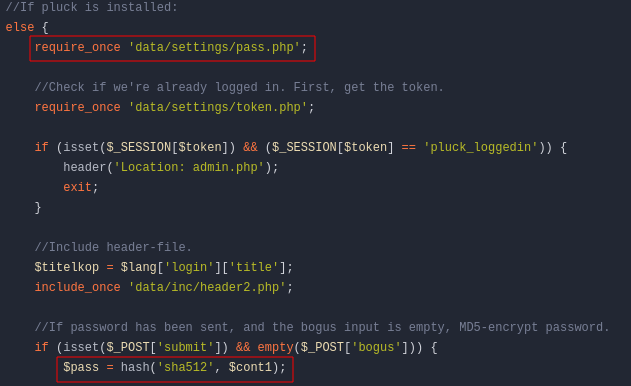 //If pluck is installed:
else {
    require_once 'data/settings/pass.php';
    //Check if we're already logged in. First, get the token.
    require_once 'data/settings/token.php';
    if (isset($_SESSION[$token]) && ($_SESSION[$token] == 'pluck_loggedin')) {
        header('Location: admin.php');
        exit;
    }
    //Include header-file.
    $titelkop = $lang['login']['title'];
    include_once 'data/inc/header2.php';
    //If password has been sent, and the bogus input is empty, MD5-encrypt password.
    if (isset($_POST['submit']) && empty($_POST['bogus'])) {
        $pass = hash('sha512', $cont1);